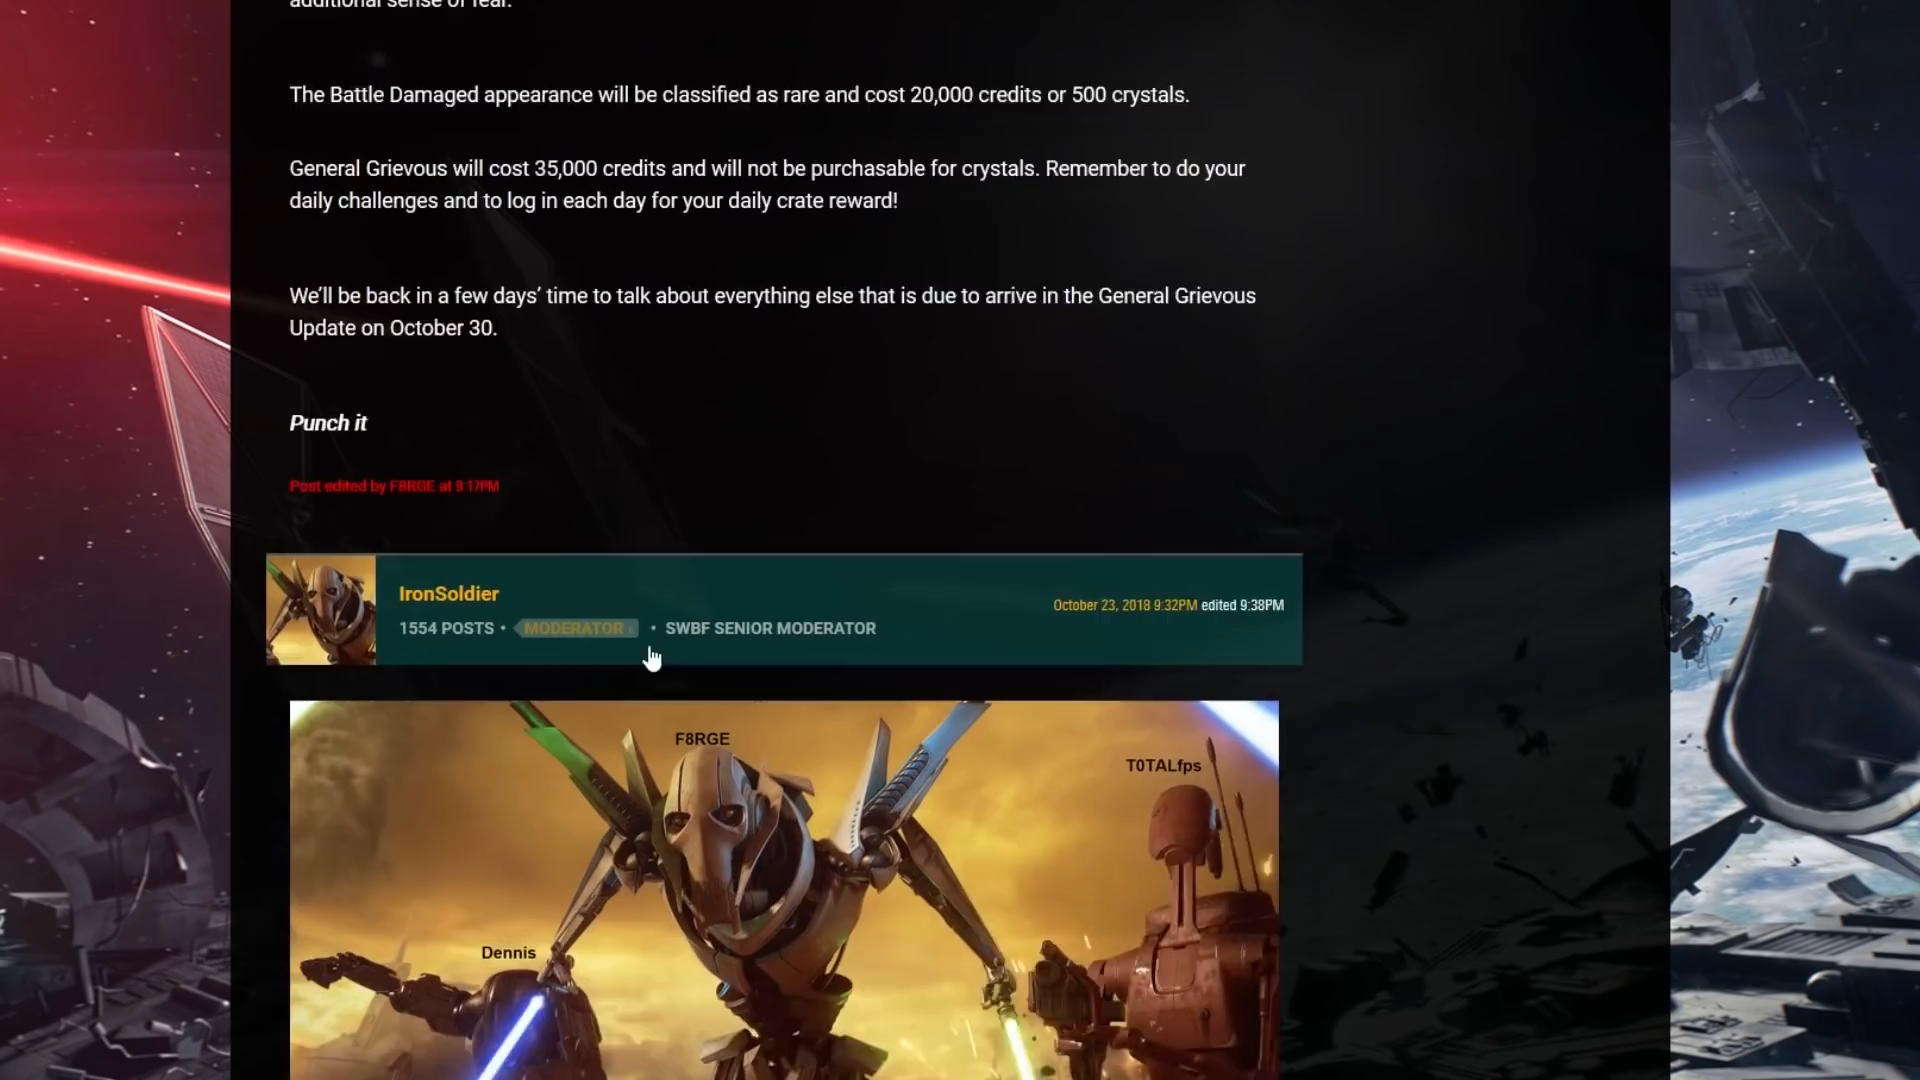 additional sense of fear.
The Battle Damaged appearance will be classified as rare and cost 20,000 credits or 500 crystals.
General Grievous will cost 35,000 credits and will not be purchasable for crystals. Remember to do your
daily challenges and to log in each day for your daily crate reward!
We'll be back in a few days' time to talk about everything else that is due to arrive in the General Grievous
Update on October 30.
Punch it
Post edited by F8RGE at 9:17PM
IronSoldier
October 23, 2018 9:32PM edited 9:38PM
1554 POSTS • MODERATOR • SWBF SENIOR MODERATOR
F8RGE
T0TALfps
Dennis